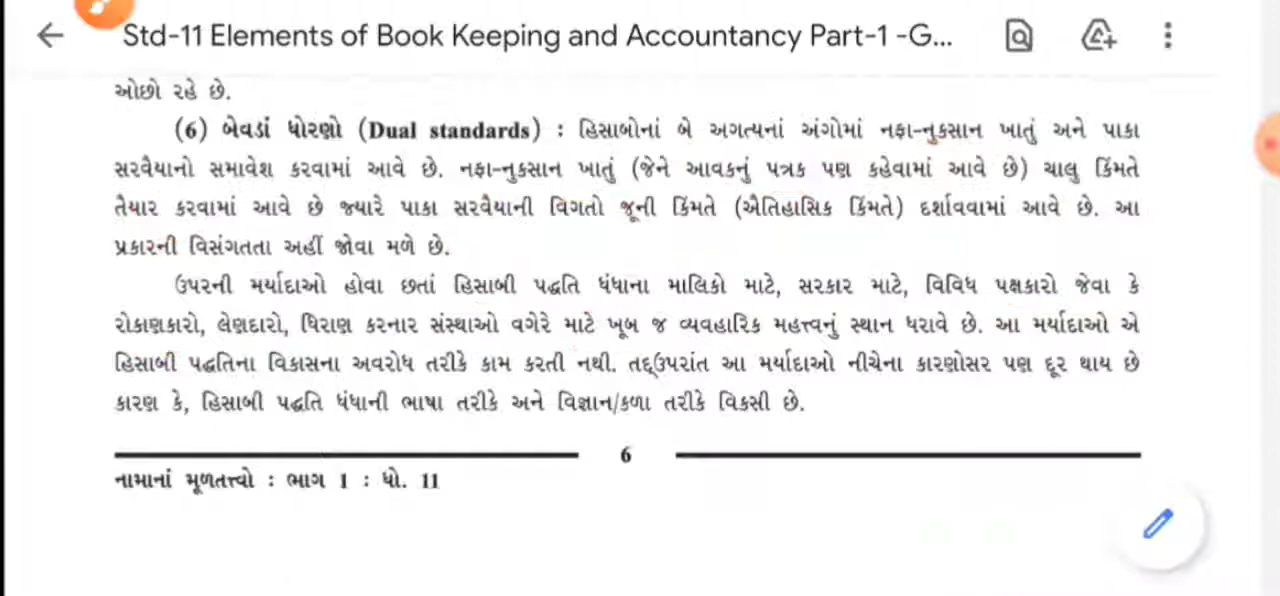 Std-11 Elements of Book Keeping and Accountancy Part-1 -G...
ઓછો રહે છે.
(6) બેવડાં ધોરણો (Dual standards) : હિસાબોનાં બે અગત્યનાં અંગોમાં નફા-નુકસાન ખાતું અને પાકા
સરવૈયાનો સમાવેશ કરવામાં આવે છે. નફા-નુકસાન ખાતું (જેને આવકનું પત્રક પણ કહેવામાં આવે છે) ચાલુ કિંમતે
તૈયાર કરવામાં આવે છે જ્યારે પાકા સરવૈયાની વિગતો જૂની કિંમતે (ઐતિહાસિક કિંમતે) દર્શાવવામાં આવે છે. આ
પ્રકારની વિસંગતતા અહીં જોવા મળે છે.
ઉપરની મર્યાદાઓ હોવા છતાં હિસાબી પદ્ધતિ ધંધાના માલિકો માટે, સરકાર માટે, વિવિધ પક્ષકારો જેવા કે
રોકાણકારો, લેણદારો, ધિરાણ કરનાર સંસ્થાઓ વગેરે માટે ખૂબ જ વ્યવહારિક મહત્ત્વનું સ્થાન ધરાવે છે. આ મર્યાદાઓ એ
હિસાબી પદ્ધતિના વિકાસના અવરોધ તરીકે કામ કરતી નથી. તદ્ઉપરાંત આ મર્યાદાઓ નીચેના કારણોસર પણ દૂર થાય છે
કારણ કે, હિસાબી પદ્ધતિ ધંધાની ભાષા તરીકે અને વિજ્ઞાન/કળા તરીકે વિકસી છે.
6
નામાનાં મૂળતત્ત્વો : ભાગ 1 : ધો. 11